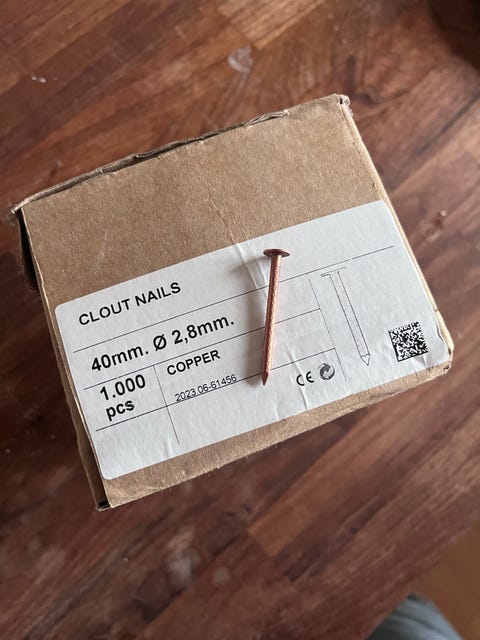 CLOUT NAILS
40mm. Ø 2,8mm.
1.000
pcs
COPPER
2023 06-61456
CE